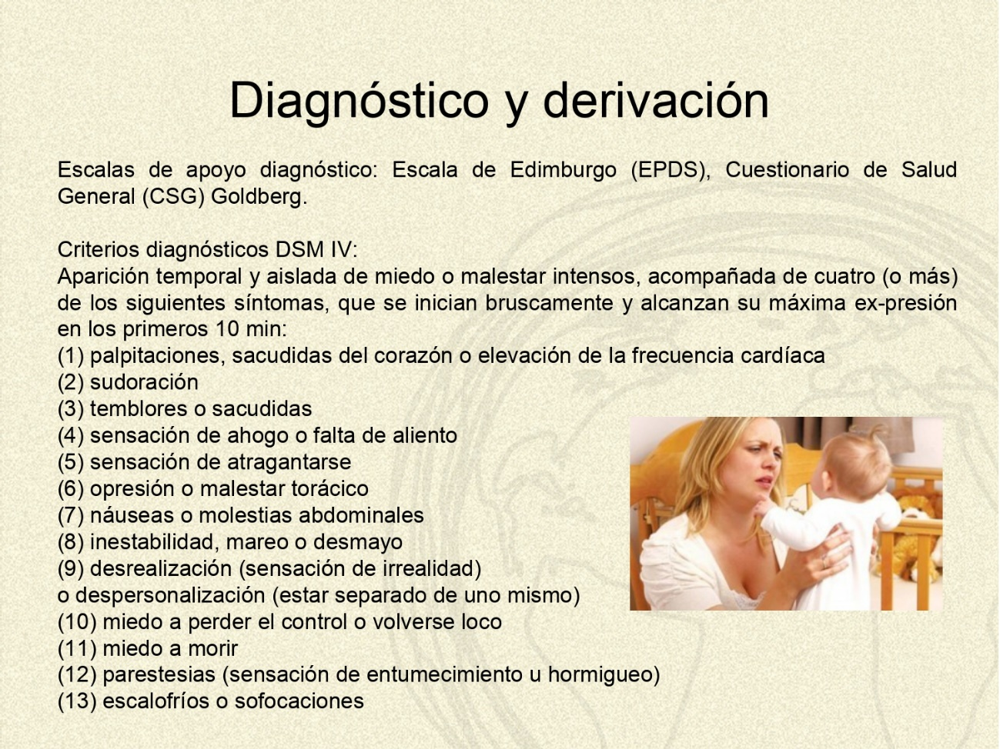 Diagnóstico y derivación
Escalas de apoyo diagnóstico: Escala de Edimburgo (EPDS), Cuestionario de Salud
General (CSG) Goldberg.
Criterios diagnósticos DSM IV:
Aparición temporal y aislada de miedo o malestar intensos, acompañada de cuatro (o más)
de los siguientes síntomas, que se inician bruscamente y alcanzan su máxima ex-presión
en los primeros 10 min:
(1) palpitaciones, sacudidas del corazón o elevación de la frecuencia cardíaca
(2) sudoración
(3) temblores o sacudidas
(4) sensación de ahogo o falta de aliento
(5) sensación de atragantarse
(6) opresión o malestar torácico
(7) náuseas o molestias abdominales
(8) inestabilidad, mareo o desmayo
(9) desrealización (sensación de irrealidad)
o despersonalización (estar separado de uno mismo)
(10) miedo a perder el control o volverse loco
(11) miedo a morir
(12) parestesias (sensación de entumecimiento u hormigueo)
(13) escalofríos o sofocaciones